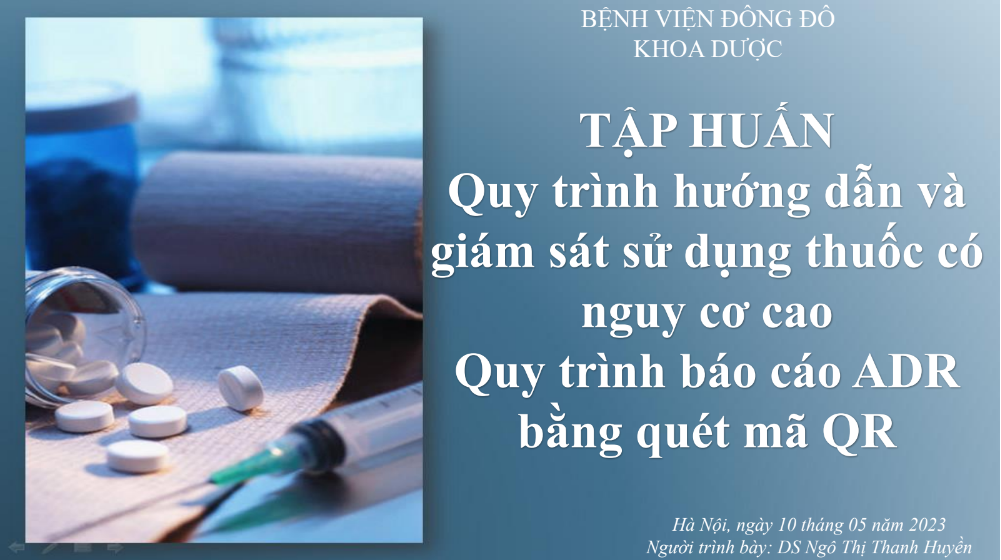 BỆNH VIỆN ĐÔNG ĐÔ
KHOA DƯỢC
TẬP HUẤN
Quy trình hướng dẫn và
giám sát sử dụng thuốc có
nguy cơ cao
Quy trình báo cáo ADR
bằng quét mã QR
Hà Nội, ngày 10 tháng 05 năm 2023
Người trình bày: DS Ngô Thị Thanh Huyền